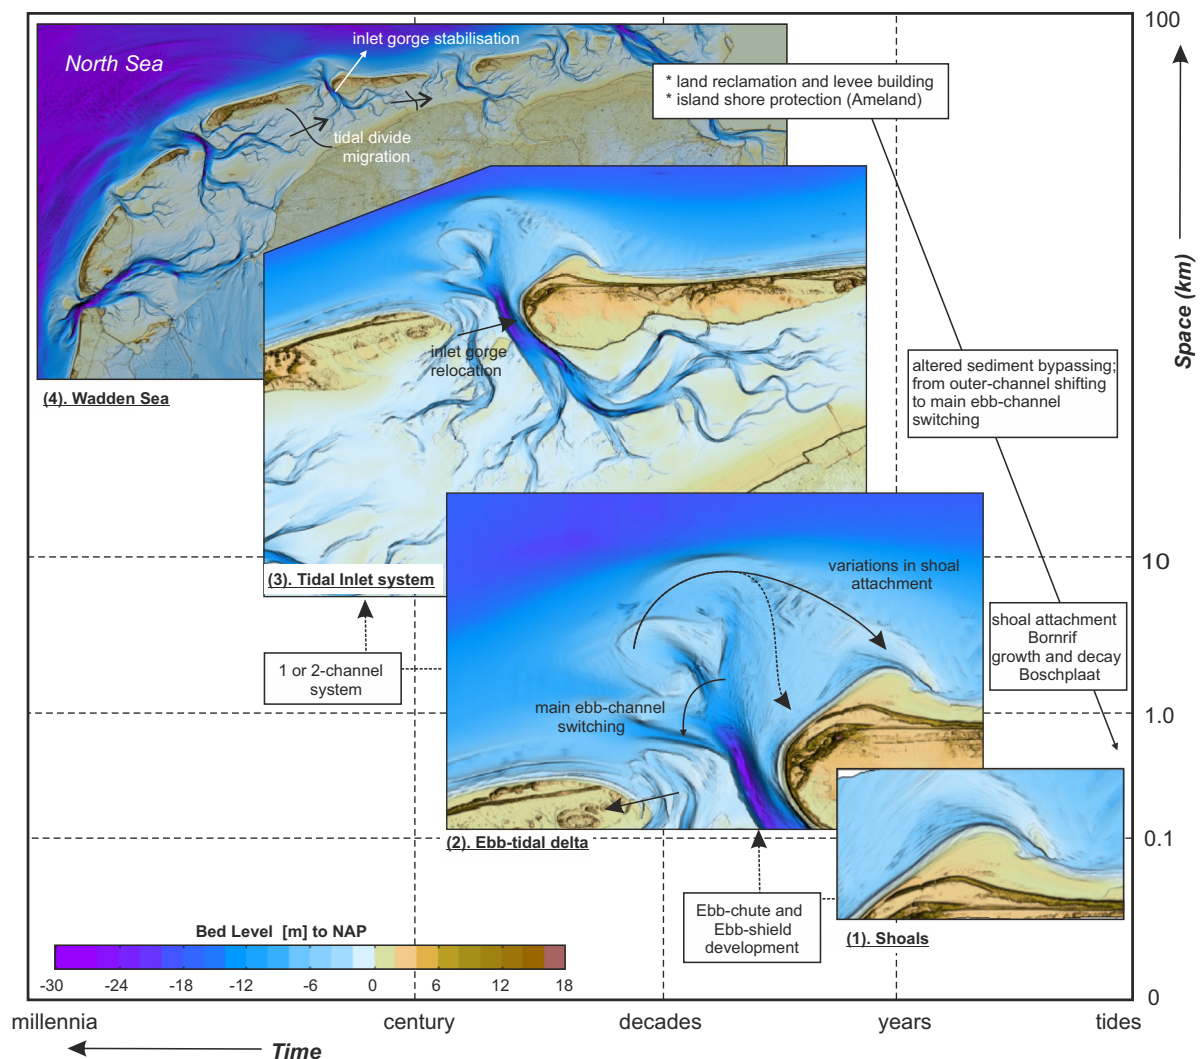 North Sea
inlet gorge stabilisation
tidal divide
migration
* land reclamation and levee building
* island shore protection (Ameland)
100
Space (km)
(4). Wadden Sea
inlet gorge
relocation
altered sediment bypassing;
from outer-channel shifting
to main ebb-channel
switching
(3). Tidal Inlet system
10
variations in shoal
attachment
shoal attachment
Bornrif
growth and decay
Boschplaat
1 or 2-channel
system
main ebb-channel
switching
1.0
(2). Ebb-tidal delta
0.1
Ebb-chute and
Ebb-shield
development
(1). Shoals
Bed Level [m] to NAP
-30 -24 -18 -12 -6 0 6 12 18
0
millennia century decades years tides
Time